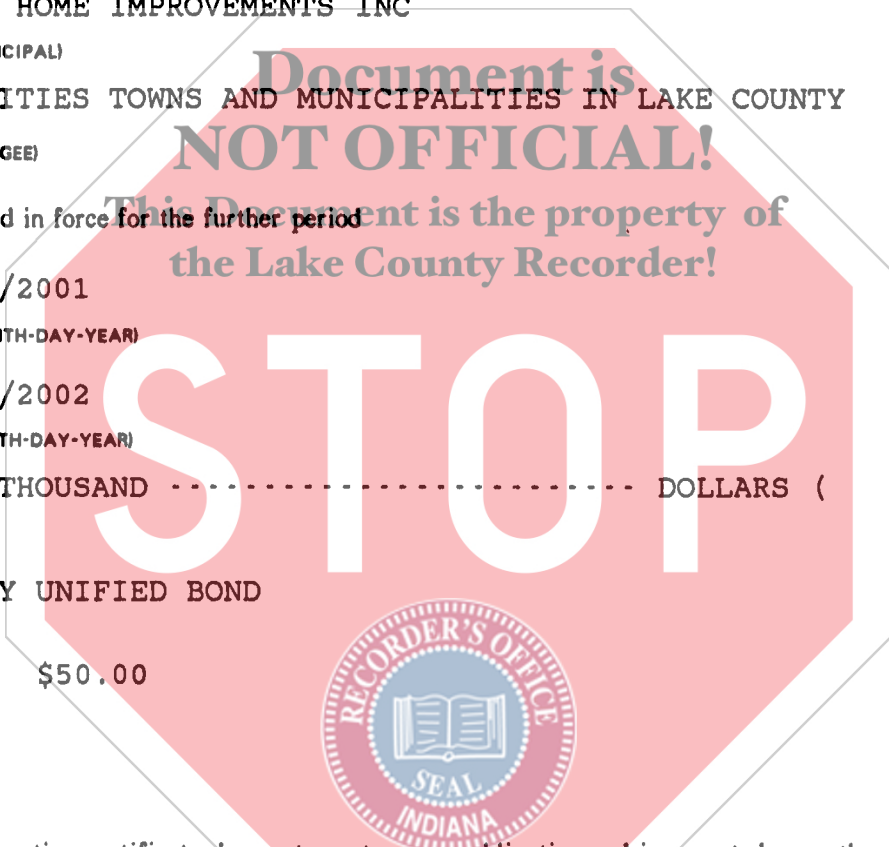 HOME IMPROVEMENTS INC
CIPAL)
Document is
ITIES TOWNS AND MUNICIPALITIES IN LAKE COUNTY
NOT OFFICIAL!
GEE)
This Document is the property of
d in force for the further period
the Lake County Recorder!
/2001
TH-DAY-YEAR)
STOP
/2002
TH-DAY-YEAR)
THOUSAND - - - - - - - - - - - - - - - - - - - - - - - - - DOLLARS (
Y UNIFIED BOND
RECORDER'S OFFICE
$50.00
SEAL
INDIANA